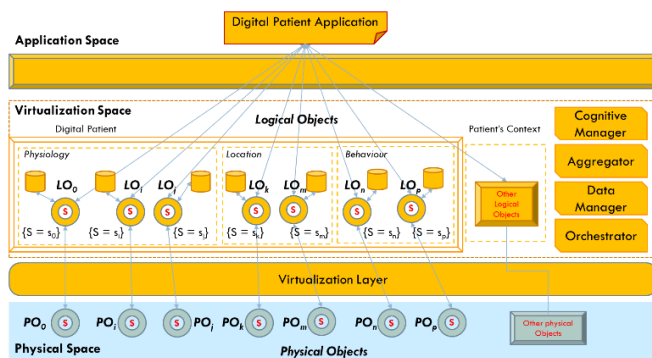 Digital Patient Application
Application Space
Virtualization Space
Logical Objects
Digital Patient
Patient's Context
Cognitive Manager
Physiology
Location
Behaviour
Aggregator
LO0 LOi LOj LOk LOm LOn LOp
S S S S S S S
Other Logical Objects
Data Manager
{S = s0} {S = si} {S = sj} {S = sk} {S = sm} {S = sn} {S = sp}
Orchestrator
Virtualization Layer
PO0 S POi S S POj POk S POm S POn S POp S
Other physical Objects
Physical Space
Physical Objects